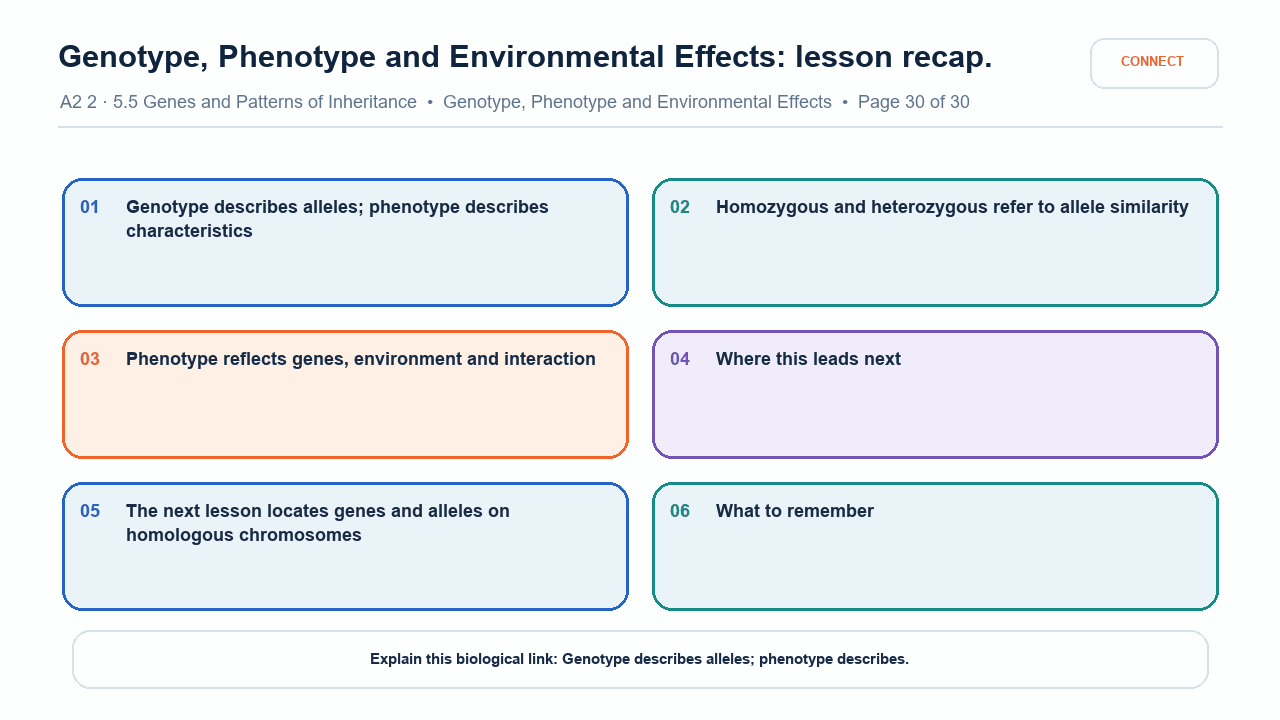 Genotype, Phenotype and Environmental Effects: lesson recap.
CONNECT
A2 2 · 5.5 Genes and Patterns of Inheritance • Genotype, Phenotype and Environmental Effects • Page 30 of 30
01 Genotype describes alleles; phenotype describes
characteristics
02 Homozygous and heterozygous refer to allele similarity
03 Phenotype reflects genes, environment and interaction
04 Where this leads next
05 The next lesson locates genes and alleles on
homologous chromosomes
06 What to remember
Explain this biological link: Genotype describes alleles; phenotype describes.